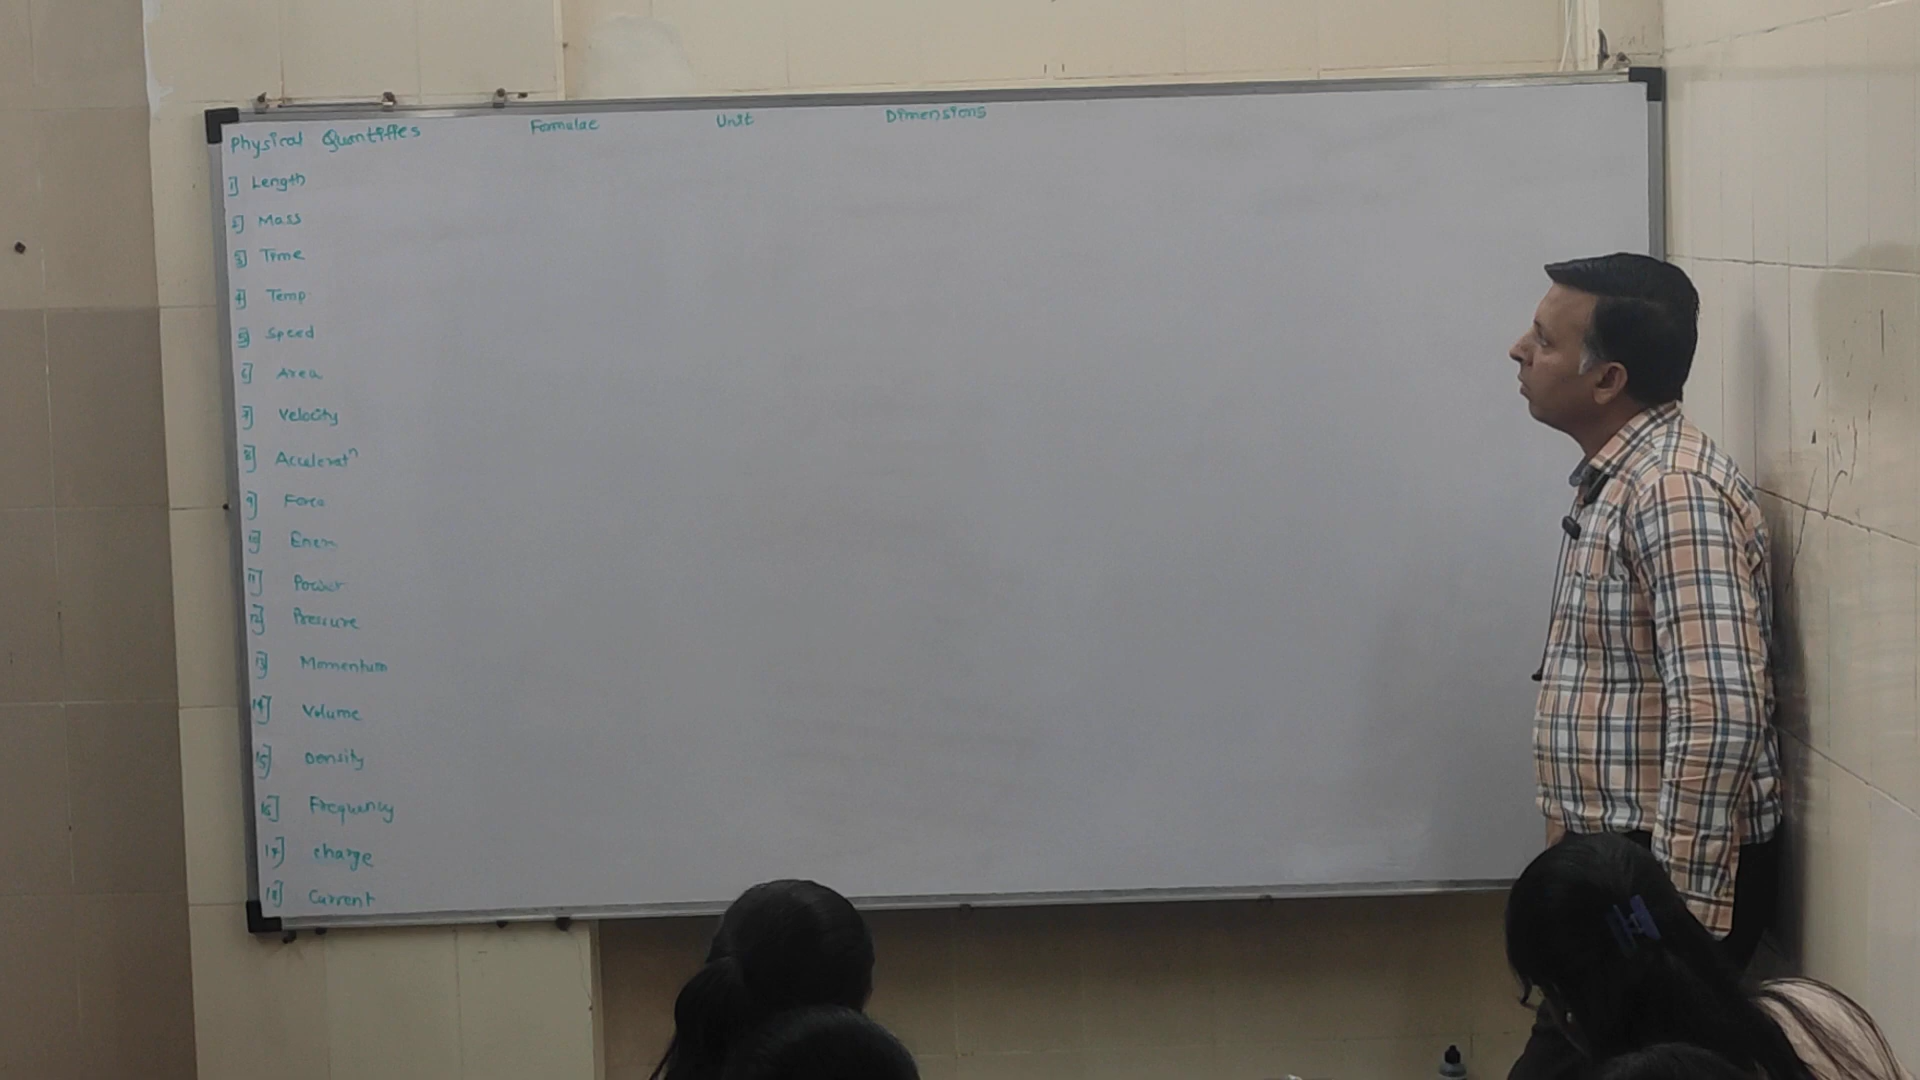 Physical Quantities Formulae Unit Dimensions
1] Length
2] Mass
3] Time
4] Temp
5] Speed
6] Area
7] Velocity
8] Acceleratⁿ
9] Force
10]
11] Power
12] Pressure
13] Momentum
14] Volume
15] Density
16] Frequency
17] charge
18] Current